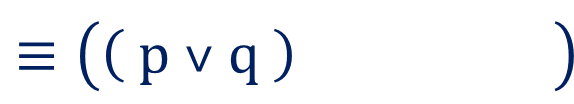 ≡ (( p ∨ q ) )